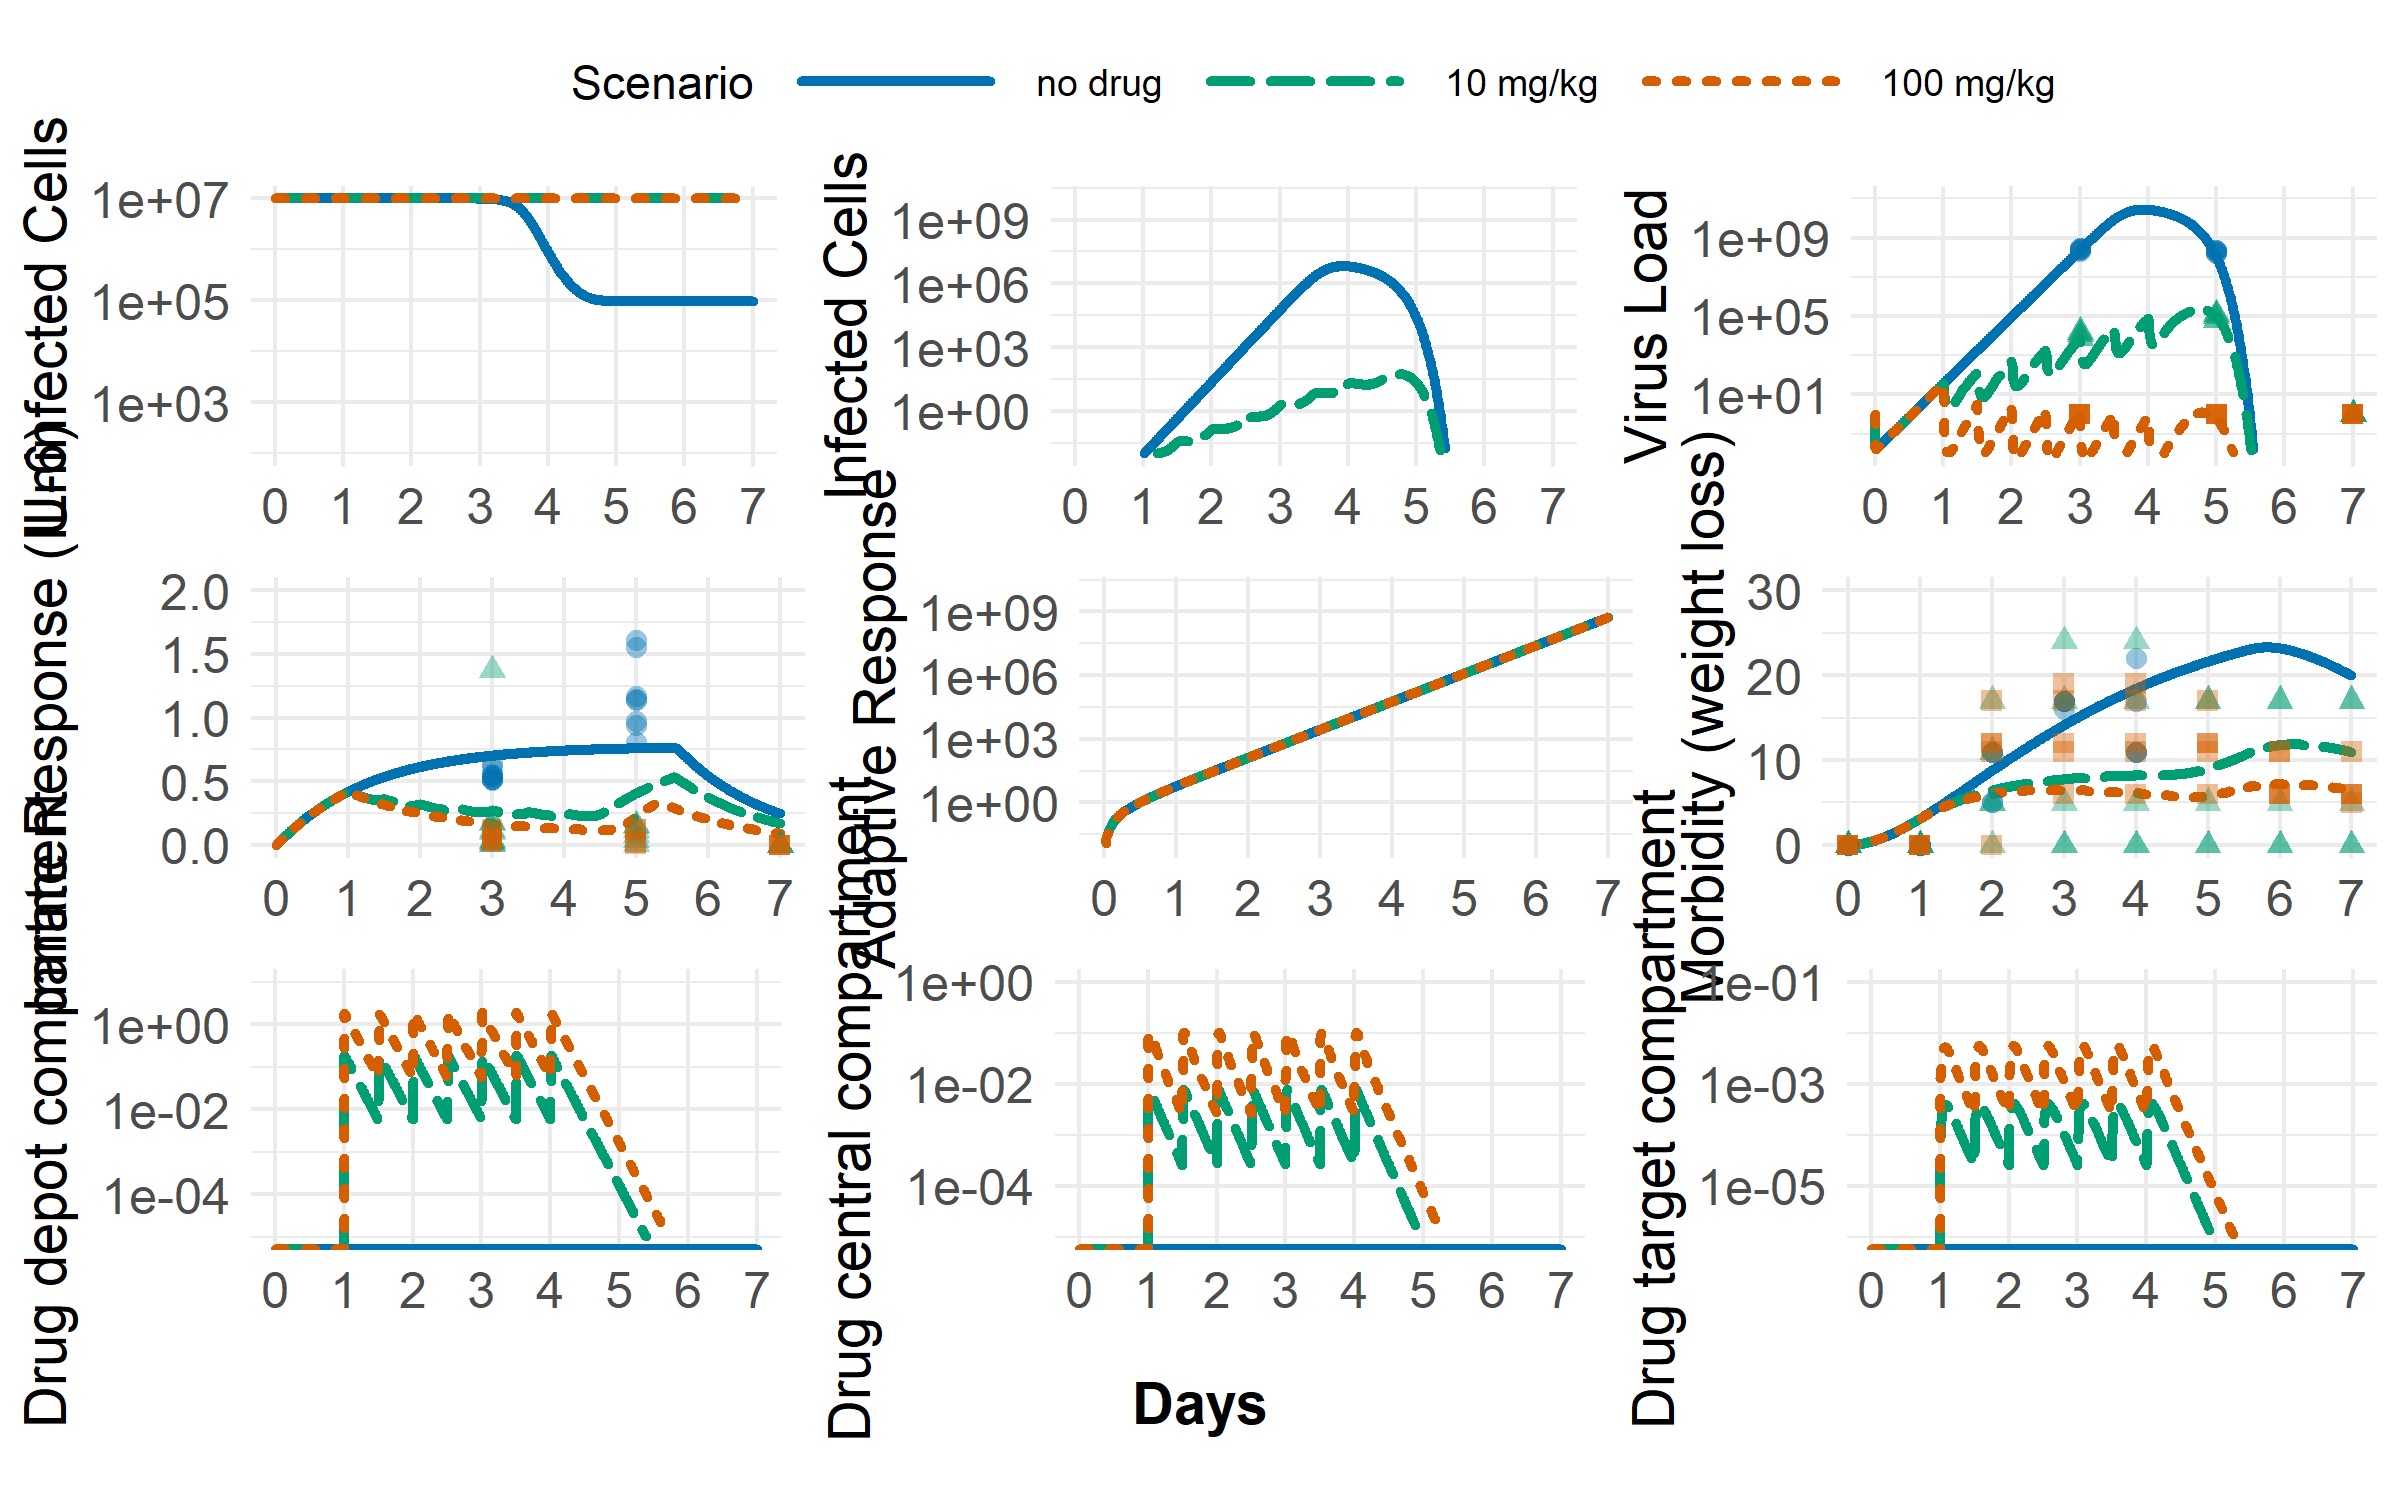 Scenario no drug 10 mg/kg 100 mg/kg
Uninfected Cells
1e+07
1e+05
1e+03
0 1 2 3 4 5 6 7
Infected Cells
1e+09
1e+06
1e+03
1e+00
0 1 2 3 4 5 6 7
Virus Load
1e+09
1e+05
1e+01
0 1 2 3 4 5 6 7
Innate Response (IL-6)
2.0
1.5
1.0
0.5
0.0
0 1 2 3 4 5 6 7
Adaptive Response
1e+09
1e+06
1e+03
1e+00
0 1 2 3 4 5 6 7
Morbidity (weight loss)
30
20
10
0
0 1 2 3 4 5 6 7
Drug depot compartment
1e+00
1e-02
1e-04
0 1 2 3 4 5 6 7
Drug central compartment
1e+00
1e-02
1e-04
0 1 2 3 4 5 6 7
Drug target compartment
1e-01
1e-03
1e-05
0 1 2 3 4 5 6 7
Days